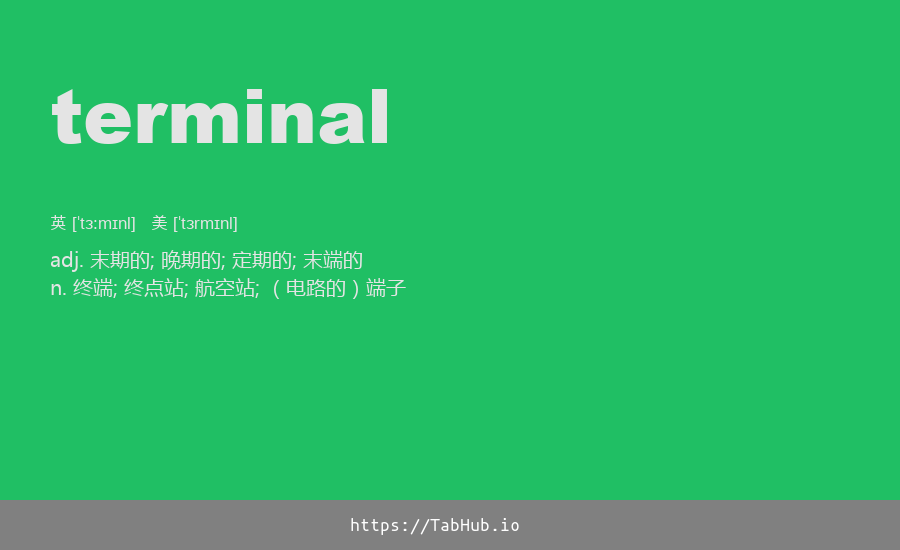 terminal
英 [ˈtɜːmɪnl] 美 [ˈtɜrmɪnl]
adj. 末期的; 晚期的; 定期的; 末端的
n. 终端; 终点站; 航空站; （电路的）端子
https://TabHub.io